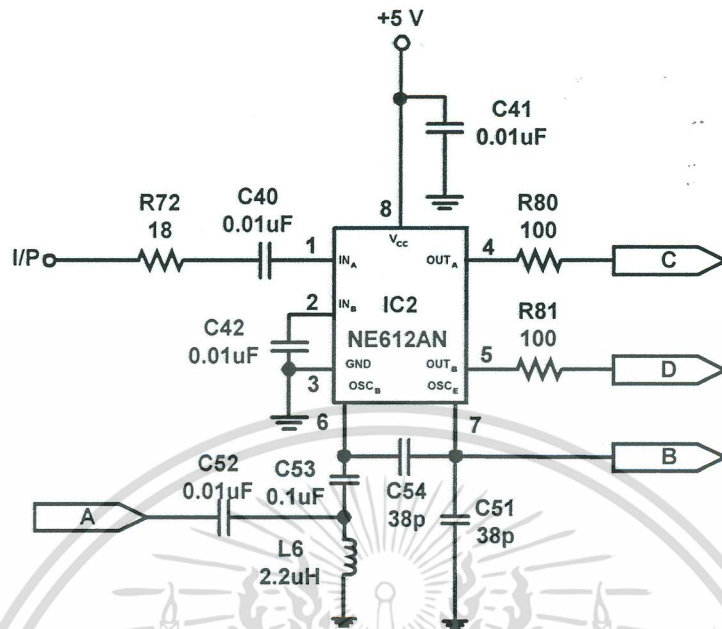 +5 V
C41
0.01uF
R72
18
C40
0.01uF
8
R80
100
I/P
1
V_CC
4
IN_A
OUT_A
C
2
IN_B
IC2
R81
100
C42
0.01uF
NE612AN
5
D
3
GND
OUT_B
OSC_B
OSC_E
6
7
B
C52
0.01uF
C53
0.1uF
C54
38p
C51
38p
A
L6
2.2uH